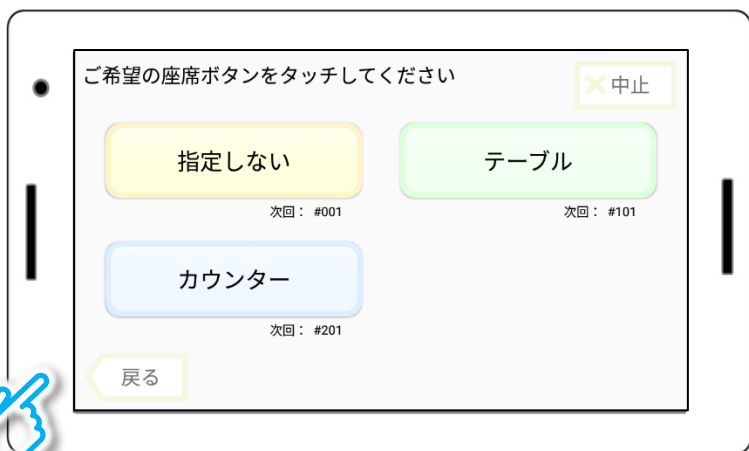 ご希望の座席ボタンをタッチしてください
中止
指定しない
テーブル
次回： #001
次回： #101
カウンター
次回： #201
戻る